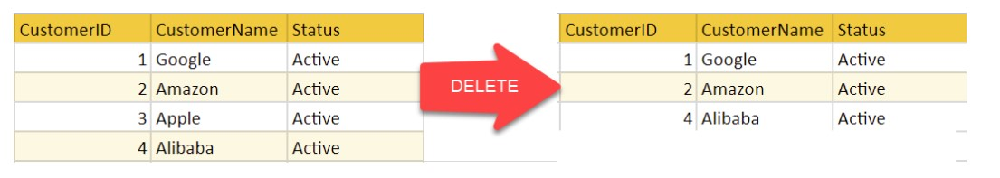 CustomerID CustomerName Status
1 Google Active
2 Amazon Active
3 Apple Active
4 Alibaba Active
DELETE
CustomerID CustomerName Status
1 Google Active
2 Amazon Active
4 Alibaba Active